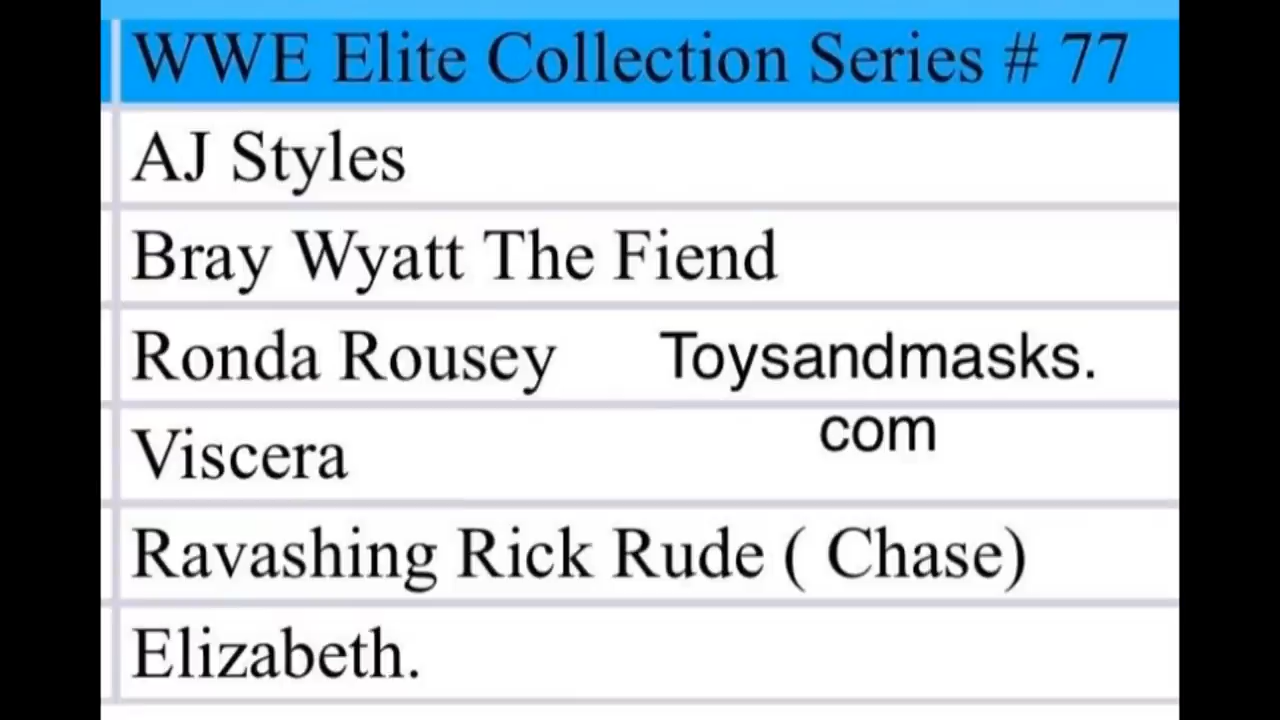 WWE Elite Collection Series # 77
AJ Styles
Bray Wyatt The Fiend
Ronda Rousey
Toysandmasks.
com
Viscera
Ravashing Rick Rude ( Chase)
Elizabeth.